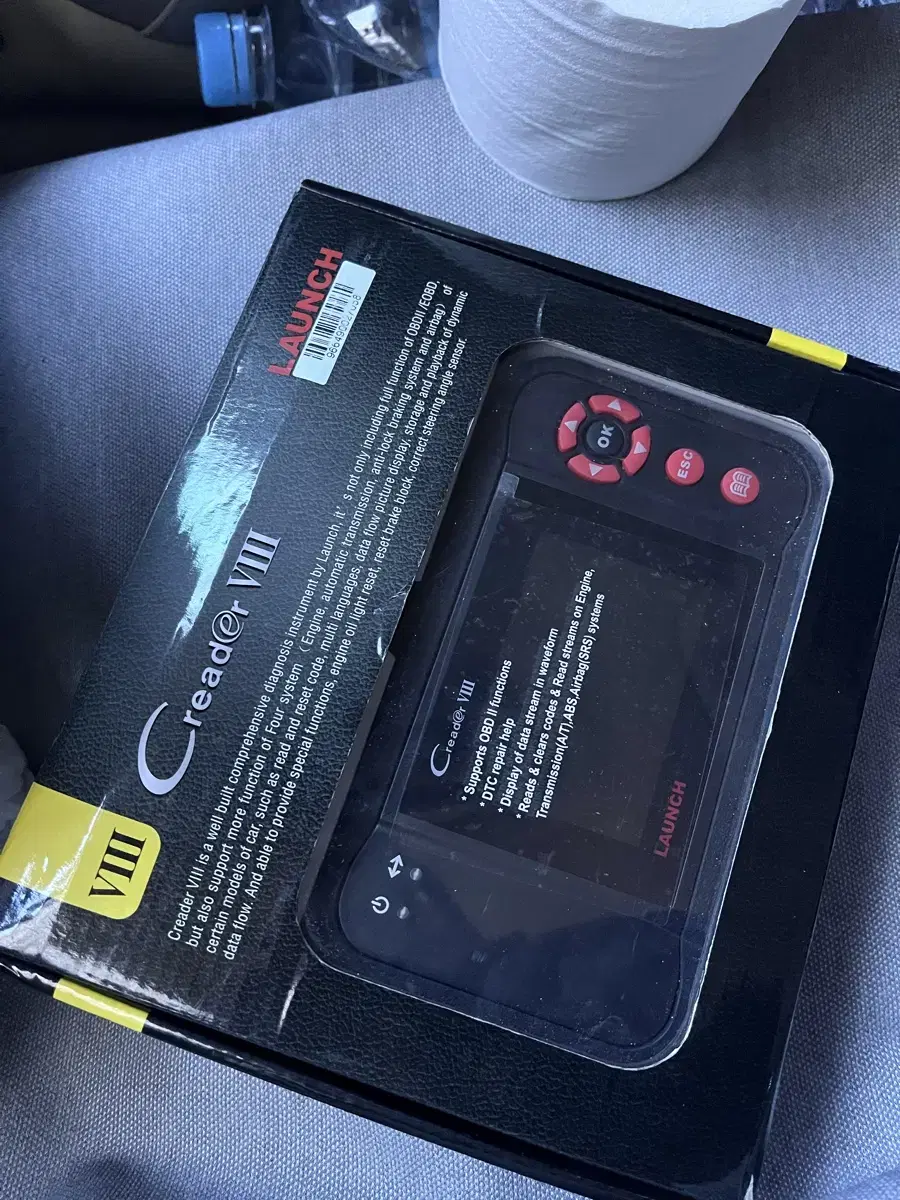 LAUNCH
966490027058
Creader VIII
VIII
Creader VIII is a well built comprehensive diagnosis instrument by Launch, it's not only including full function of OBDII/EOBD,
but also support more function of Four system (Engine, automatic transmission, anti-lock braking system and airbag) of
certain models of car, such as read and reset code, multi languages, data flow picture display, storage and playback of dynamic
data flow. And able to provide special functions, engine oil light reset, reset brake block, correct steering angle sensor.
OK
ESC
Creader VIII
* Supports OBD II functions
* DTC repair help
* Display of data stream in waveform
* Reads & clears codes & Read streams on Engine,
Transmission(A/T),ABS,Airbag(SRS) systems
LAUNCH